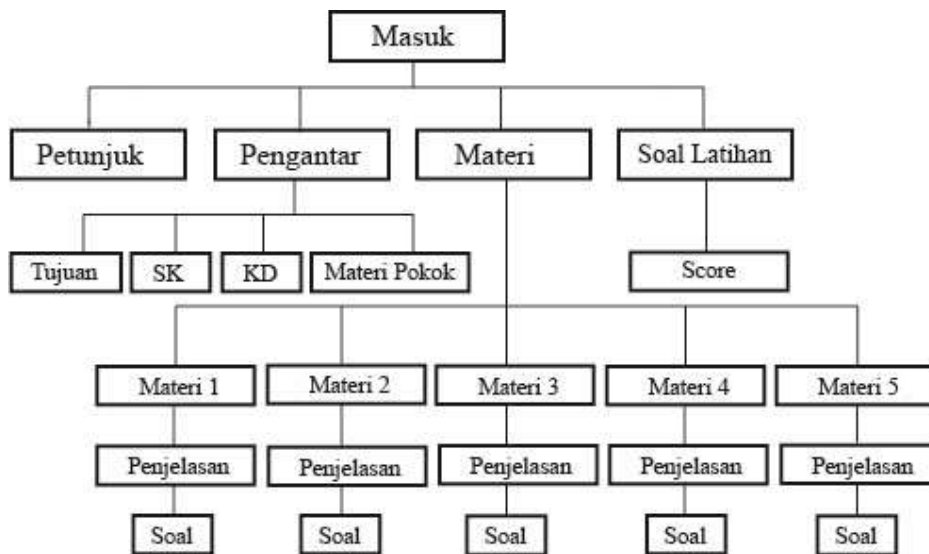 Masuk
Petunjuk
Pengantar
Materi
Soal Latihan
Tujuan
SK
KD
Materi Pokok
Score
Materi 1
Materi 2
Materi 3
Materi 4
Materi 5
Penjelasan
Penjelasan
Penjelasan
Penjelasan
Penjelasan
Soal
Soal
Soal
Soal
Soal